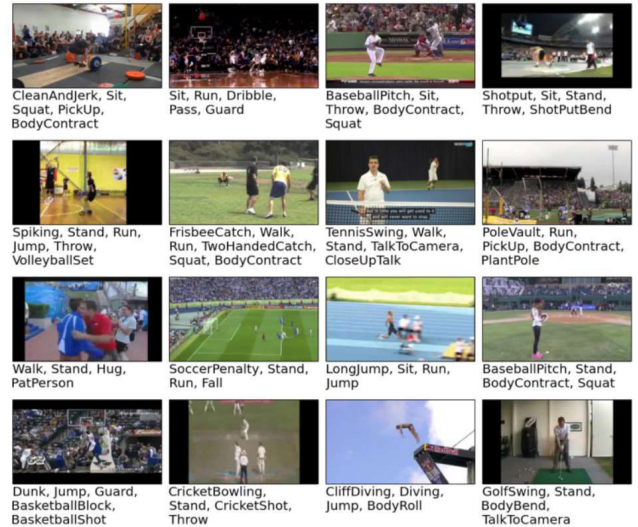 CleanAndJerk, Sit,
Squat, PickUp,
BodyContract
Sit, Run, Dribble,
Pass, Guard
BaseballPitch, Sit,
Throw, BodyContract,
Squat
Shotput, Sit, Stand,
Throw, ShotPutBend
Spiking, Stand, Run,
Jump, Throw,
VolleyballSet
FrisbeeCatch, Walk,
Run, TwoHandedCatch,
Squat, BodyContract
TennisSwing, Walk,
Stand, TalkToCamera,
CloseUpTalk
PoleVault, Run,
PickUp, BodyContract,
PlantPole
Walk, Stand, Hug,
PatPerson
SoccerPenalty, Stand,
Run, Fall
LongJump, Sit, Run,
Jump
BaseballPitch, Stand,
BodyContract, Squat
Dunk, Jump, Guard,
BasketballBlock,
BasketballShot
CricketBowling,
Stand, CricketShot,
Throw
CliffDiving, Diving,
Jump, BodyRoll
GolfSwing, Stand,
BodyBend,
TalkToCamera